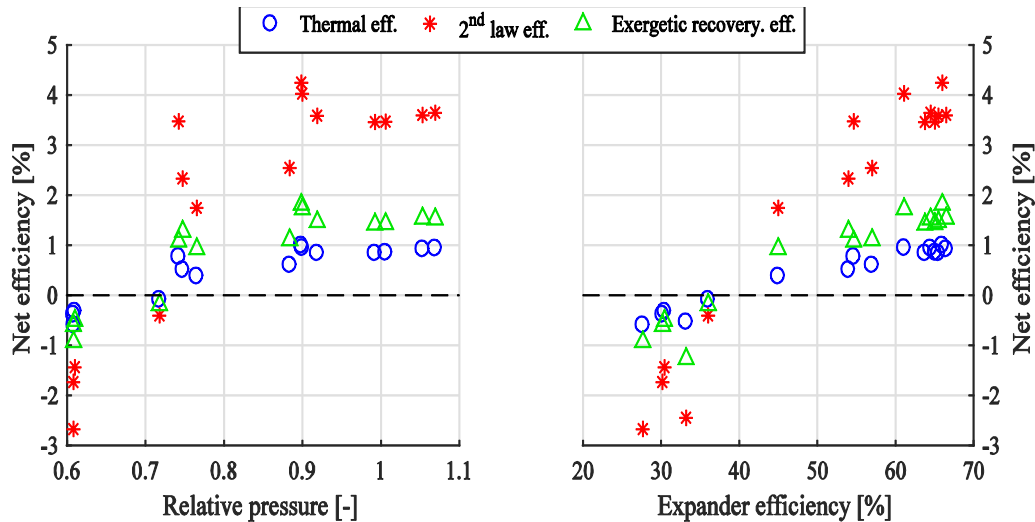 Thermal eff. 2nd law eff. Exergetic recovery. eff.
Net efficiency [%]
5
4
3
2
1
0
-1
-2
-3
0.6 0.7 0.8 0.9 1 1.1
Relative pressure [-]
20 30 40 50 60 70
Expander efficiency [%]
5
4
3
2
1
0
-1
-2
-3
Net efficiency [%]